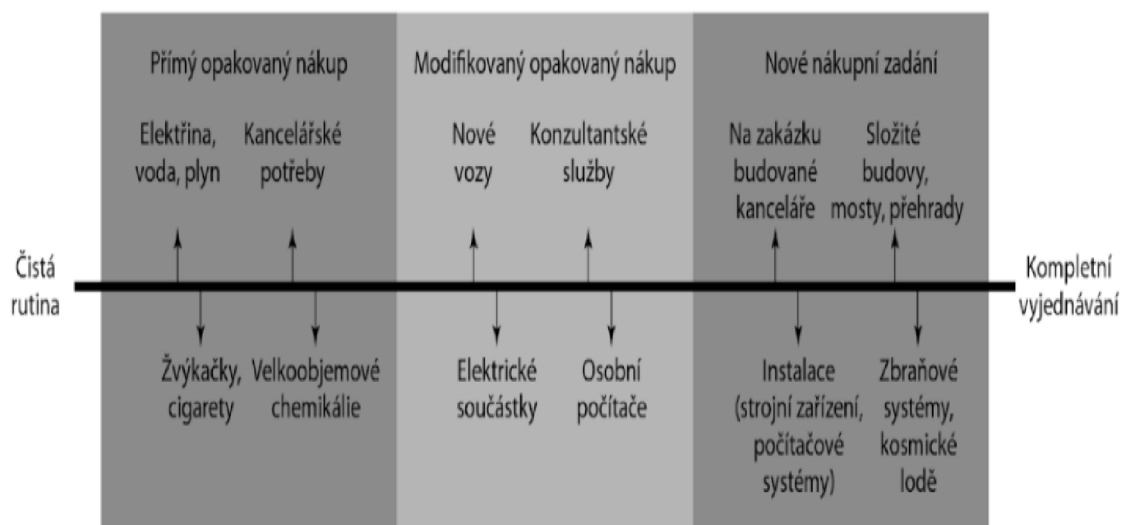 Přímý opakovaný nákup
Modifikovaný opakovaný nákup
Nové nákupní zadání
Elektřina,
voda, plyn
Kancelářské
potřeby
Nové
vozy
Konzultantské
služby
Na zakázku
budované
kanceláře
Složité
budovy,
mosty, přehrady
Čistá
rutina
Kompletní
vyjednávání
Žvýkačky,
cigarety
Velkoobjemové
chemikálie
Elektrické
součástky
Osobní
počítače
Instalace
(strojní zařízení,
počítačové
systémy)
Zbraňové
systémy,
kosmické
lodě